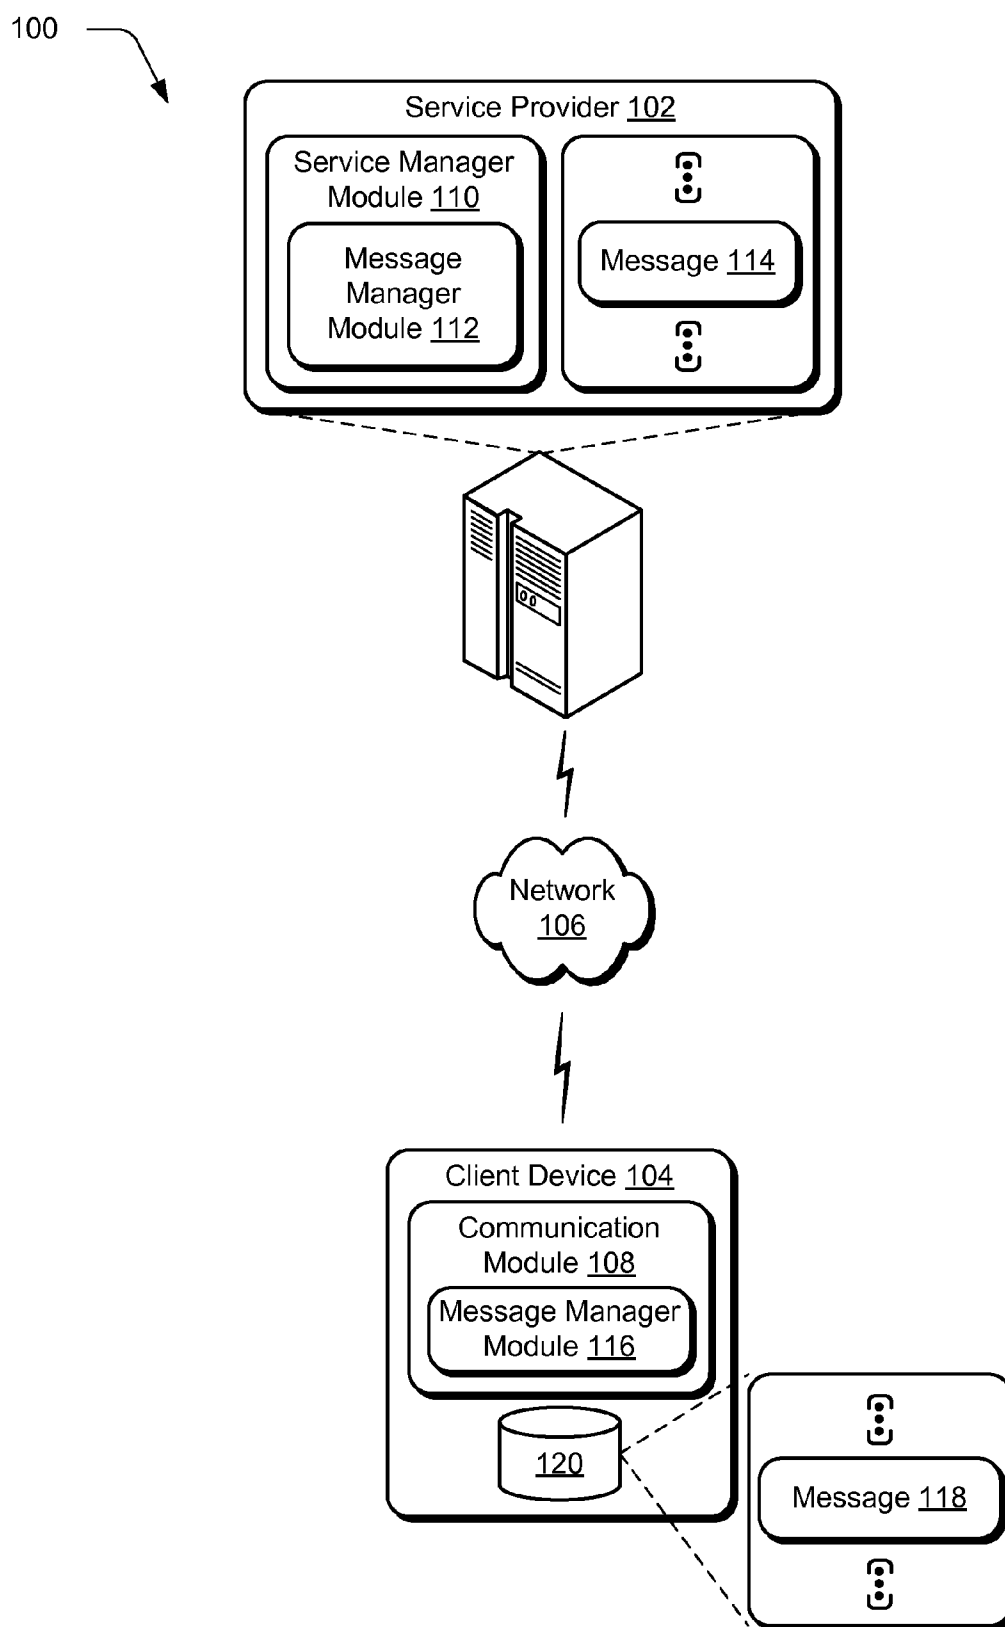 100
Service Provider 102
Service Manager
Module 110
Message
Manager
Module 112
Message 114
Network
106
Client Device 104
Communication
Module 108
Message Manager
Module 116
120
Message 118